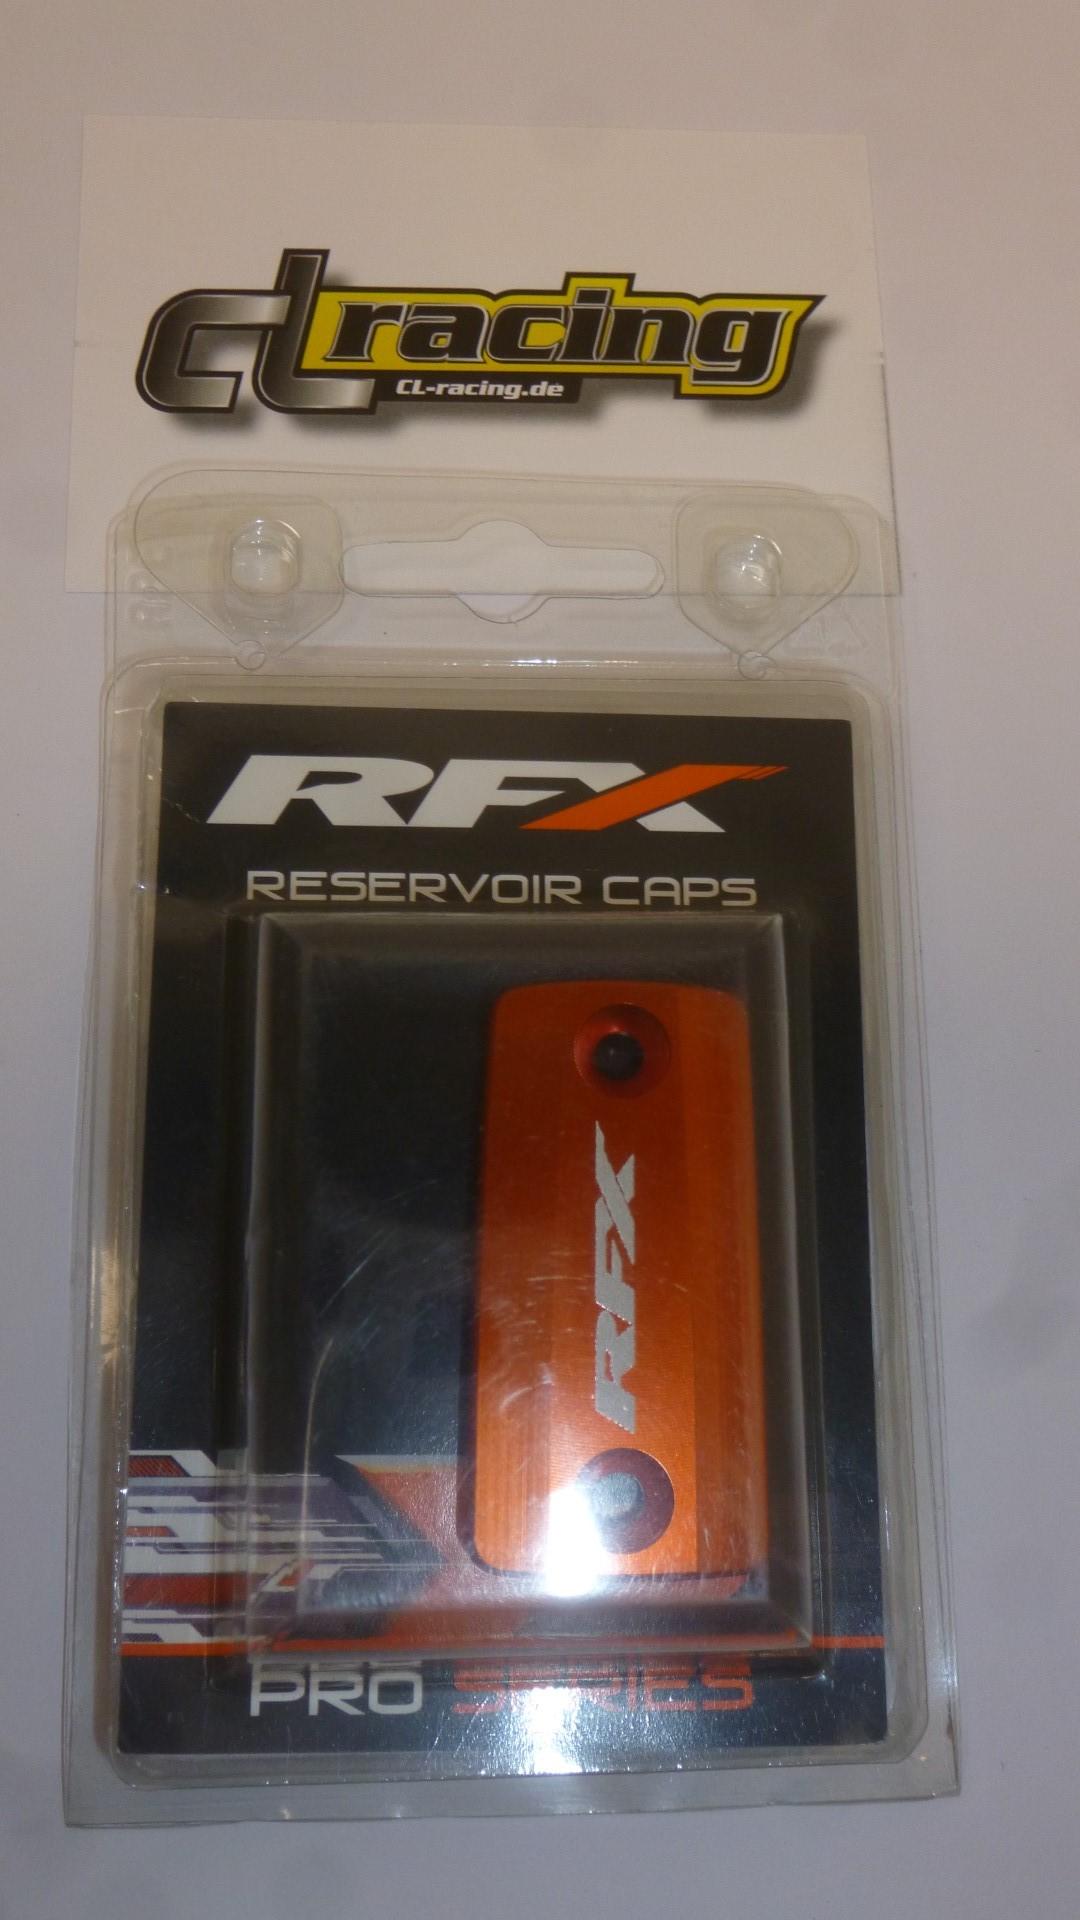 CL racing
CL-racing.de
RFX
RESERVOIR CAPS
RFX
PRO SERIES